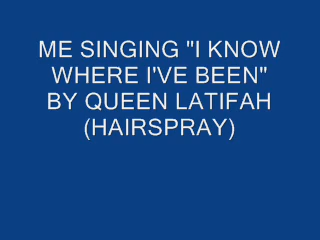 ME SINGING "I KNOW
WHERE I'VE BEEN"
BY QUEEN LATIFAH
(HAIRSPRAY)